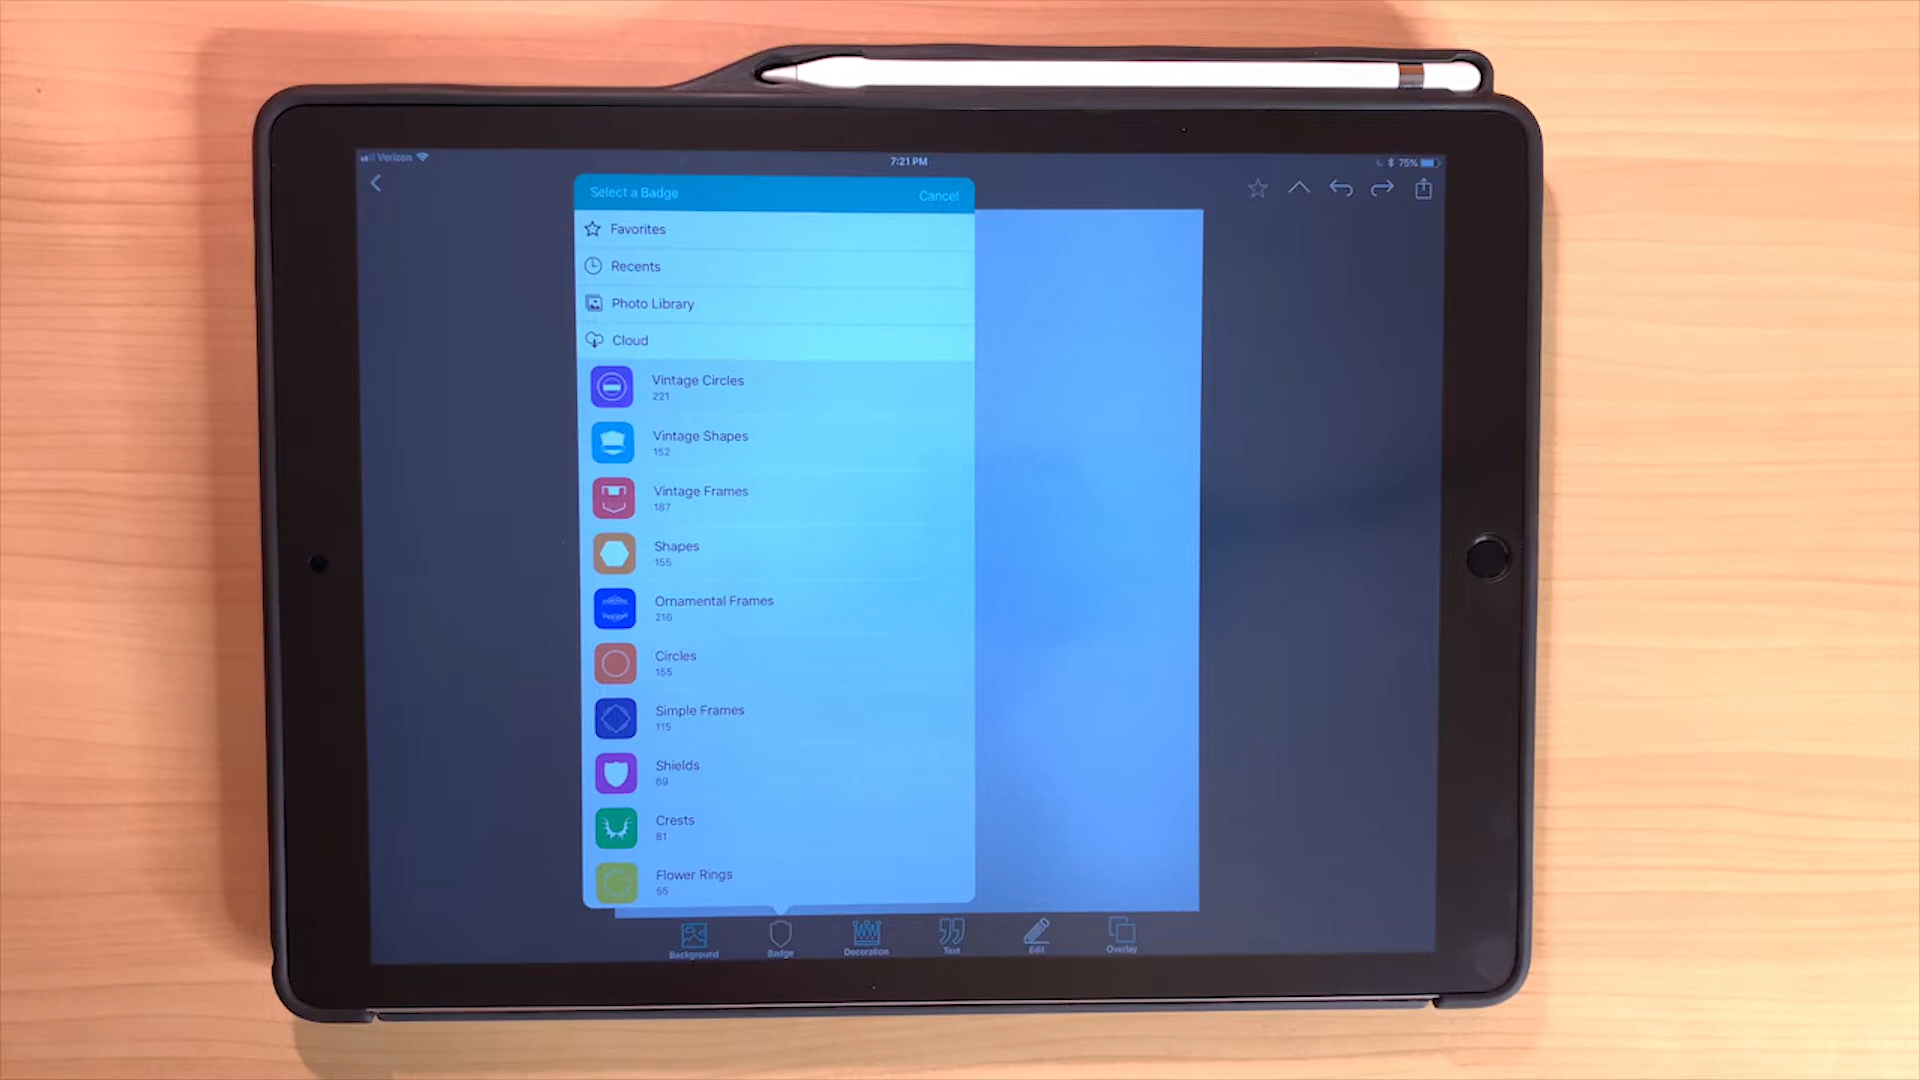 Verizon
7:21 PM
75%
Select a Badge
Cancel
Favorites
Recents
Photo Library
Cloud
Vintage Circles
221
Vintage Shapes
152
Vintage Frames
187
Shapes
155
Ornamental Frames
216
Circles
155
Simple Frames
115
Shields
69
Crests
81
Flower Rings
55
Background
Badge
Decoration
Text
Edit
Overlay